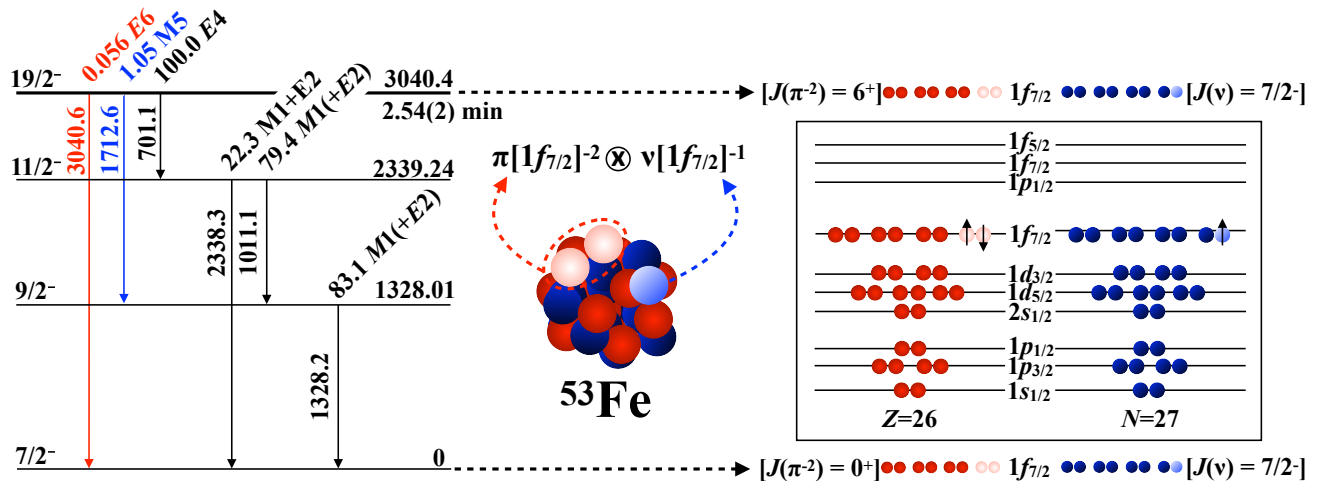 0.056 E6
1.05 M5
100.0 E4
19/2⁻
3040.4
2.54(2) min
3040.6
1712.6
701.1
22.3 M1+E2
79.4 M1(+E2)
11/2⁻
2339.24
2338.3
1011.1
83.1 M1(+E2)
9/2⁻
1328.01
1328.2
7/2⁻
0
π[1f7/2]⁻² ⊗ ν[1f7/2]⁻¹
⁵³Fe
[J(π⁻²) = 6⁺] 1f7/2 [J(ν) = 7/2⁻]
1f5/2
1f7/2
1p1/2
1f7/2
1d3/2
1d5/2
2s1/2
1p1/2
1p3/2
1s1/2
Z=26 N=27
[J(π⁻²) = 0⁺] 1f7/2 [J(ν) = 7/2⁻]